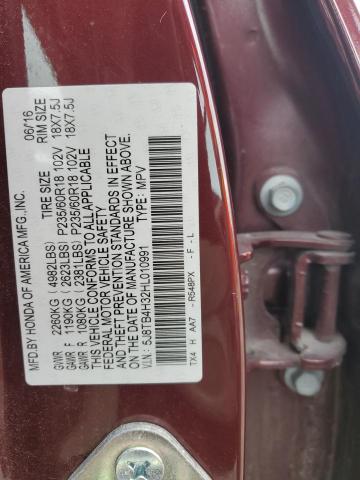 MFD.BY HONDA OF AMERICA MFG.,INC. 06/16
TIRE SIZE RIM SIZE
GVWR 2260KG ( 4982LBS)
GAWR F 1190KG ( 2623LBS) P235/60R18 102V 18X7.5J
GAWR R 1080KG ( 2381LBS) P235/60R18 102V 18X7.5J
THIS VEHICLE CONFORMS TO ALL APPLICABLE
FEDERAL MOTOR VEHICLE SAFETY
AND THEFT PREVENTION STANDARDS IN EFFECT
ON THE DATE OF MANUFACTURE SHOWN ABOVE.
V.I.N: 5J8TB4H32HL010991 TYPE: MPV
TX4 H AA7 - R548PX - F - L